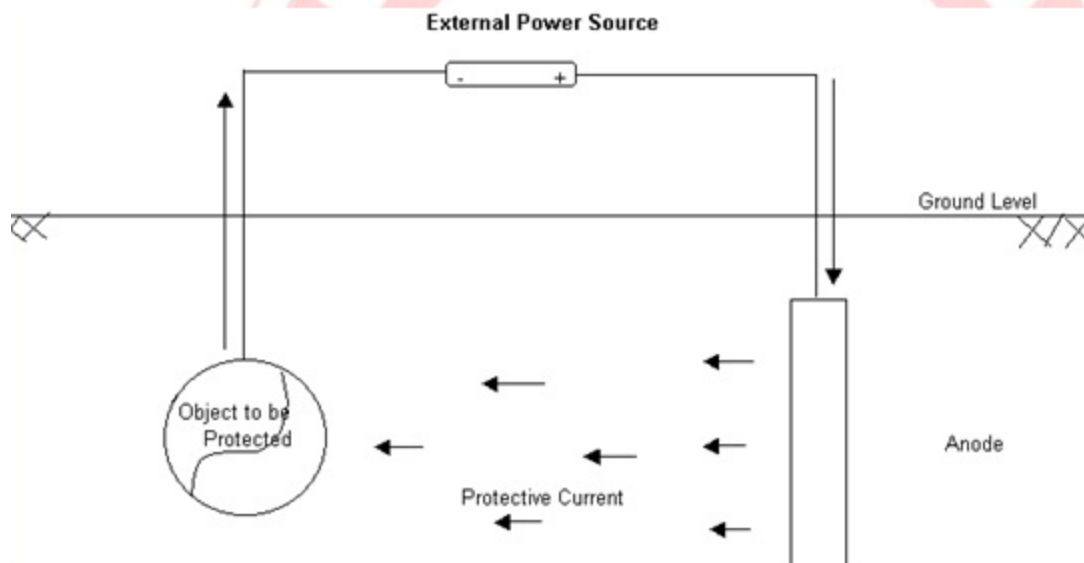 External Power Source
- +
Ground Level
Object to be
Protected
Anode
Protective Current